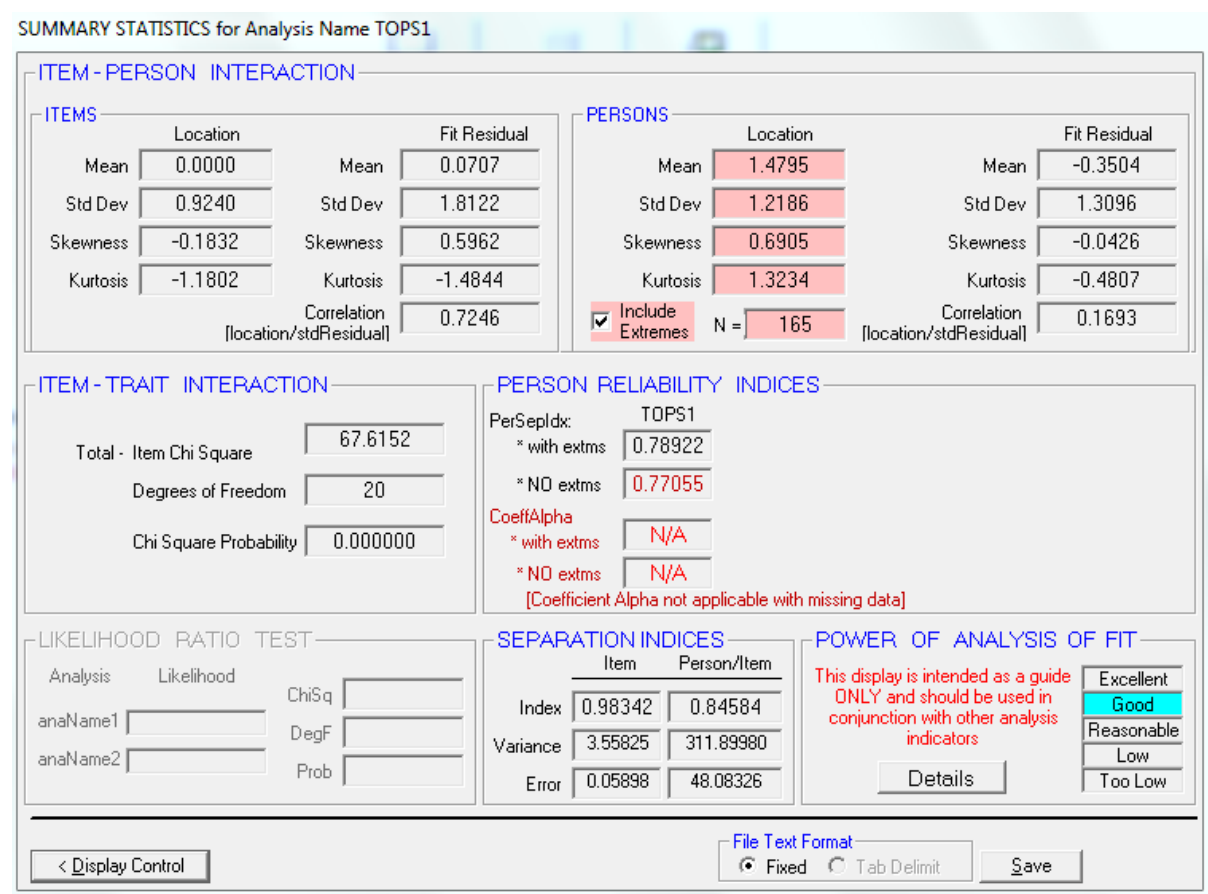 SUMMARY STATISTICS for Analysis Name TOPS1
ITEM - PERSON INTERACTION
ITEMS
Location Fit Residual
Mean 0.0000 Mean 0.0707
Std Dev 0.9240 Std Dev 1.8122
Skewness -0.1832 Skewness 0.5962
Kurtosis -1.1802 Kurtosis -1.4844
Correlation 0.7246
[location/stdResidual]
PERSONS
Location Fit Residual
Mean 1.4795 Mean -0.3504
Std Dev 1.2186 Std Dev 1.3096
Skewness 0.6905 Skewness -0.0426
Kurtosis 1.3234 Kurtosis -0.4807
Include Extremes N = 165 Correlation 0.1693
[location/stdResidual]
ITEM - TRAIT INTERACTION
Total - Item Chi Square 67.6152
Degrees of Freedom 20
Chi Square Probability 0.000000
PERSON RELIABILITY INDICES
PerSepIdx: TOPS1
* with extms 0.78922
* NO extms 0.77055
CoeffAlpha
* with extms N/A
* NO extms N/A
[Coefficient Alpha not applicable with missing data]
LIKELIHOOD RATIO TEST
Analysis Likelihood
ChiSq
anaName1
DegF
anaName2
Prob
SEPARATION INDICES
Item Person/Item
Index 0.98342 0.84584
Variance 3.55825 311.89980
Error 0.05898 48.08326
POWER OF ANALYSIS OF FIT
This display is intended as a guide
ONLY and should be used in
conjunction with other analysis
indicators
Details
Excellent
Good
Reasonable
Low
Too Low
< Display Control
File Text Format
Fixed Tab Delimit
Save